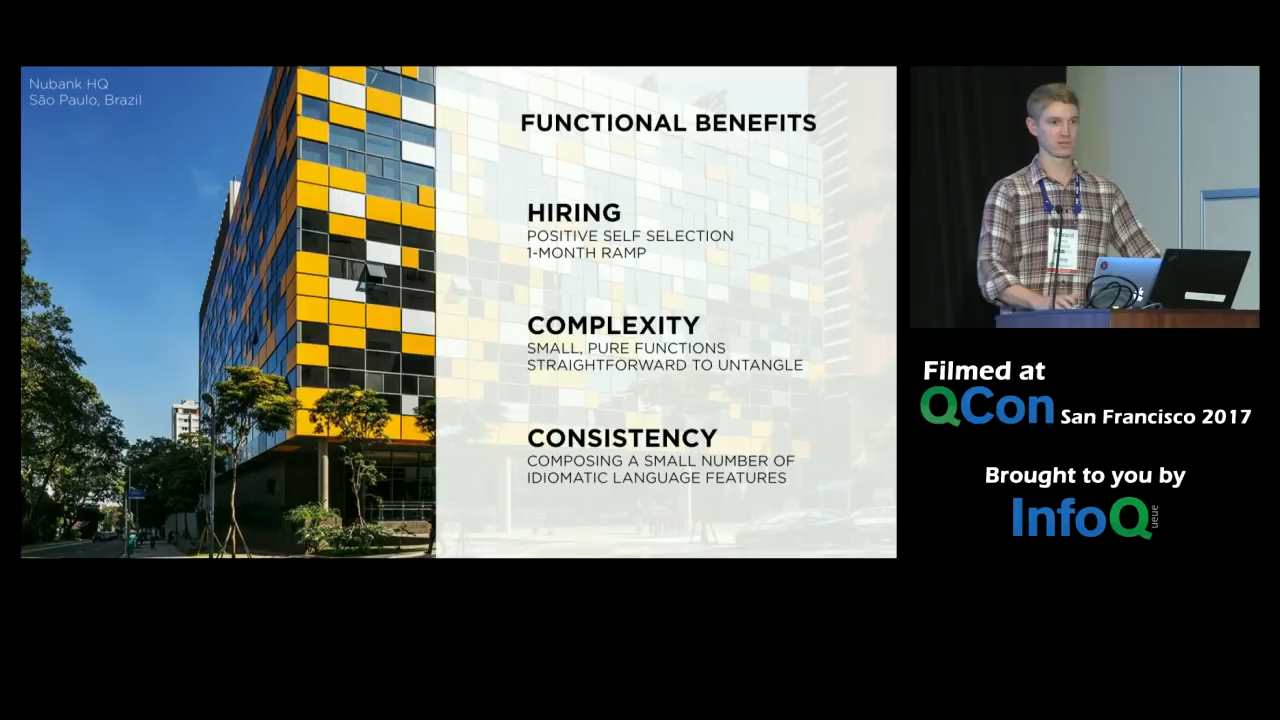 Nubank HQ
São Paulo, Brazil
FUNCTIONAL BENEFITS
HIRING
POSITIVE SELF SELECTION
1-MONTH RAMP
COMPLEXITY
SMALL, PURE FUNCTIONS
STRAIGHTFORWARD TO UNTANGLE
CONSISTENCY
COMPOSING A SMALL NUMBER OF
IDIOMATIC LANGUAGE FEATURES
Filmed at
QCon San Francisco 2017
Brought to you by
InfoQ
ueue